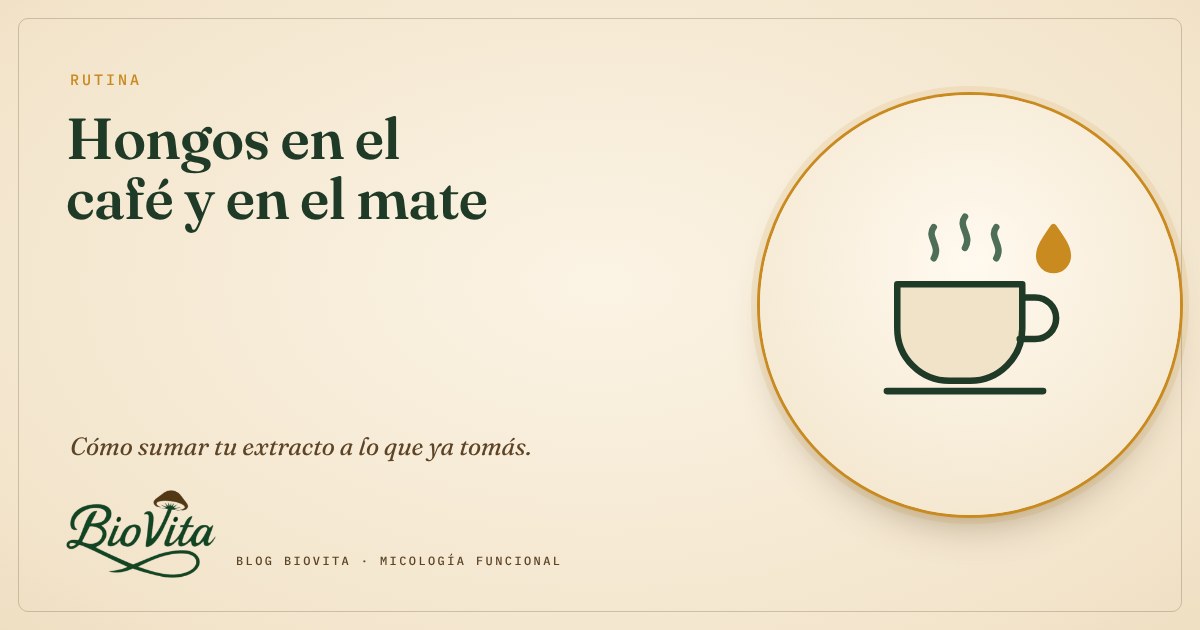 RUTINA
Hongos en el
café y en el mate
Cómo sumar tu extracto a lo que ya tomás.
BioVita
BLOG BIOVITA · MICOLOGÍA FUNCIONAL